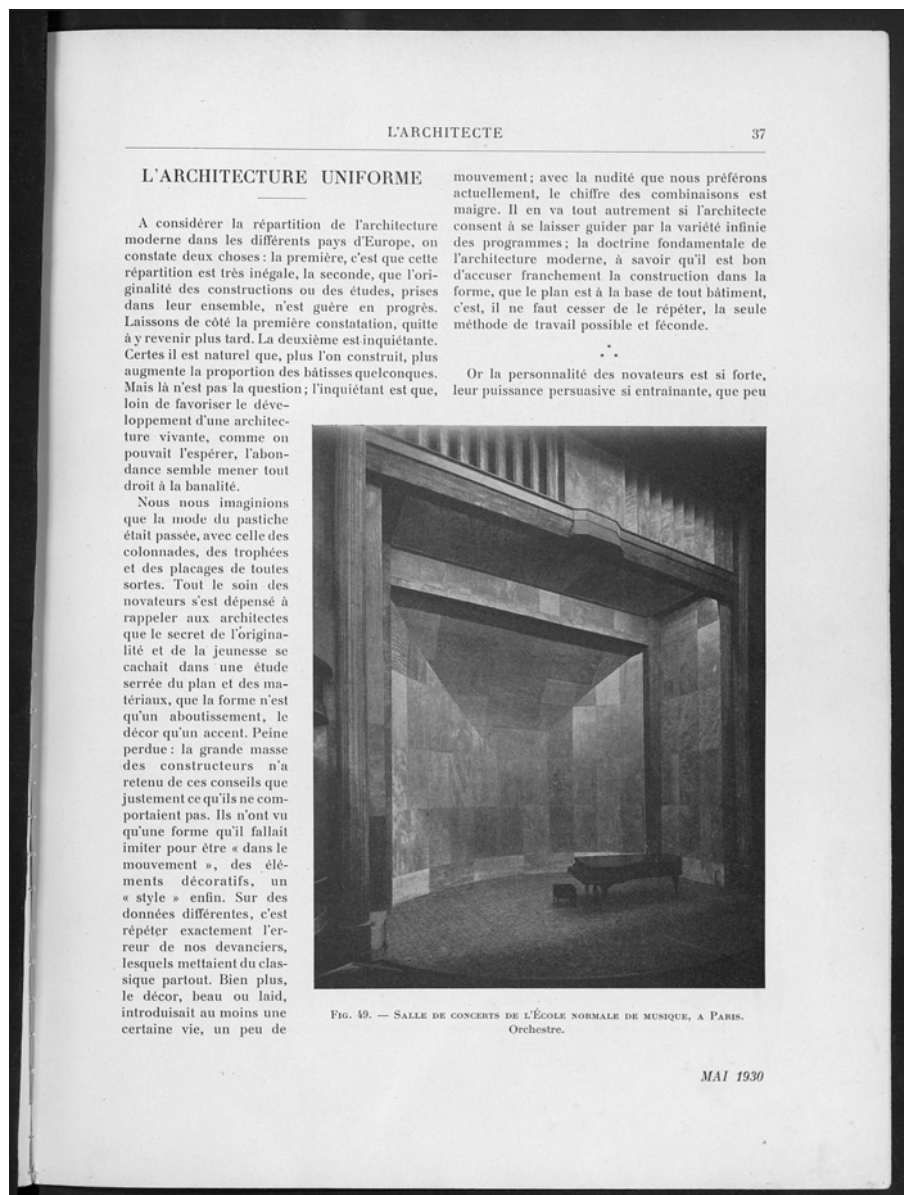 L'ARCHITECTE
37
L'ARCHITECTURE UNIFORME
A considérer la répartition de l'architecture
moderne dans les différents pays d'Europe, on
constate deux choses : la première, c'est que cette
répartition est très inégale, la seconde, que l'ori-
ginalité des constructions ou des études, prises
dans leur ensemble, n'est guère en progrès.
Laissons de côté la première constatation, quitte
à y revenir plus tard. La deuxième est inquiétante.
Certes il est naturel que, plus l'on construit, plus
augmente la proportion des bâtisses quelconques.
Mais là n'est pas la question ; l'inquiétant est que,
loin de favoriser le déve-
loppement d'une architec-
ture vivante, comme on
pouvait l'espérer, l'abon-
dance semble mener tout
droit à la banalité.
Nous nous imaginions
que la mode du pastiche
était passée, avec celle des
colonnades, des trophées
et des placages de toutes
sortes. Tout le soin des
novateurs s'est dépensé à
rappeler aux architectes
que le secret de l'origina-
lité et de la jeunesse se
cachait dans une étude
serrée du plan et des ma-
tériaux, que la forme n'est
qu'un aboutissement, le
décor qu'un accent. Peine
perdue : la grande masse
des constructeurs n'a
retenu de ces conseils que
justement ce qu'ils ne com-
portaient pas. Ils n'ont vu
qu'une forme qu'il fallait
imiter pour être « dans le
mouvement », des élé-
ments décoratifs, un
« style » enfin. Sur des
données différentes, c'est
répéter exactement l'er-
reur de nos devanciers,
lesquels mettaient du clas-
sique partout. Bien plus,
le décor, beau ou laid,
introduisait au moins une
certaine vie, un peu de
mouvement ; avec la nudité que nous préférons
actuellement, le chiffre des combinaisons est
maigre. Il en va tout autrement si l'architecte
consent à se laisser guider par la variété infinie
des programmes ; la doctrine fondamentale de
l'architecture moderne, à savoir qu'il est bon
d'accuser franchement la construction dans la
forme, que le plan est à la base de tout bâtiment,
c'est, il ne faut cesser de le répéter, la seule
méthode de travail possible et féconde.
Or la personnalité des novateurs est si forte,
leur puissance persuasive si entraînante, que peu
FIG. 49. — SALLE DE CONCERTS DE L'ÉCOLE NORMALE DE MUSIQUE, A PARIS.
Orchestre.
MAI 1930